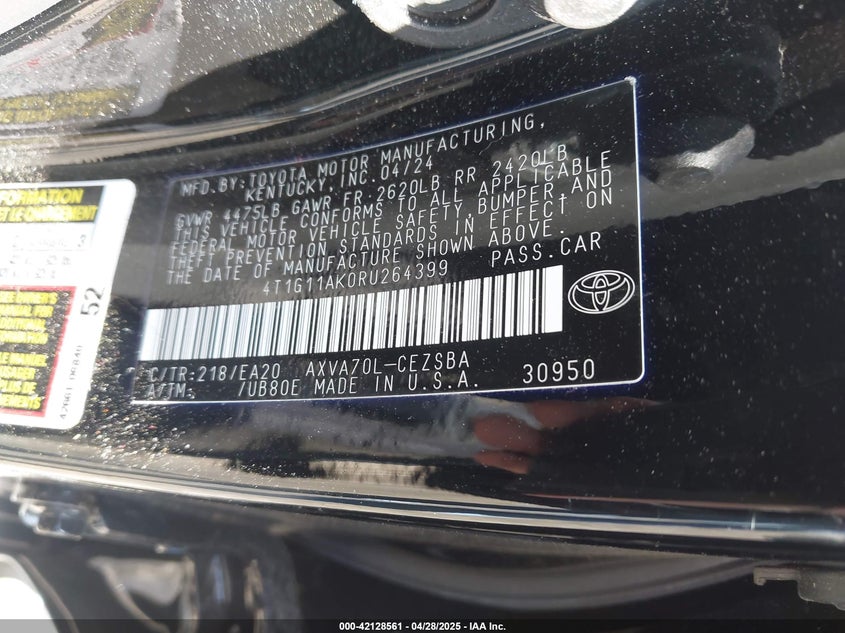 MFD.BY:TOYOTA MOTOR MANUFACTURING,
KENTUCKY,INC.04/24
GVWR 4475LB GAWR FR 2620LB RR 2420LB
THIS VEHICLE CONFORMS TO ALL APPLICABLE
FEDERAL MOTOR VEHICLE SAFETY,BUMPER,AND
THEFT PREVENTION STANDARDS IN EFFECT ON
THE DATE OF MANUFACTURE SHOWN ABOVE.
4T1G11AK0RU264399 PASS.CAR
C/TR:218/EA20 AXVA70L-CEZSBA
A/TM: /UB80E MADE IN U.S.A. 30950
52
000-42128561 / 04/28/2025 - IAA Inc.